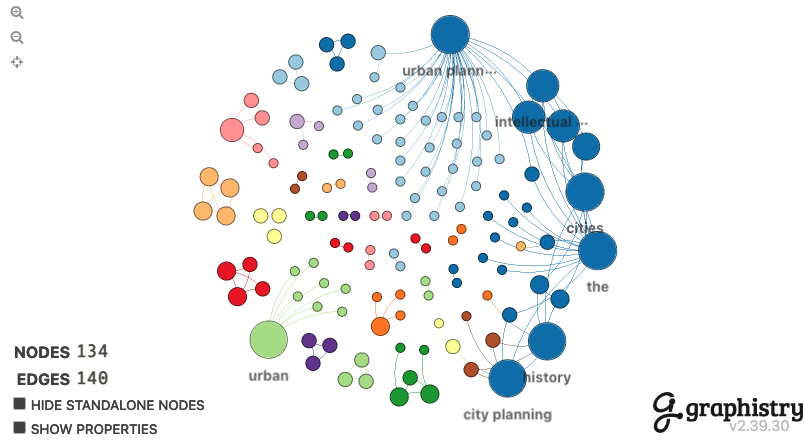 urban plann···
intellectual ···
cities
the
history
urban
city planning
NODES 134
EDGES 140
HIDE STANDALONE NODES
SHOW PROPERTIES
graphistry
v2.39.30